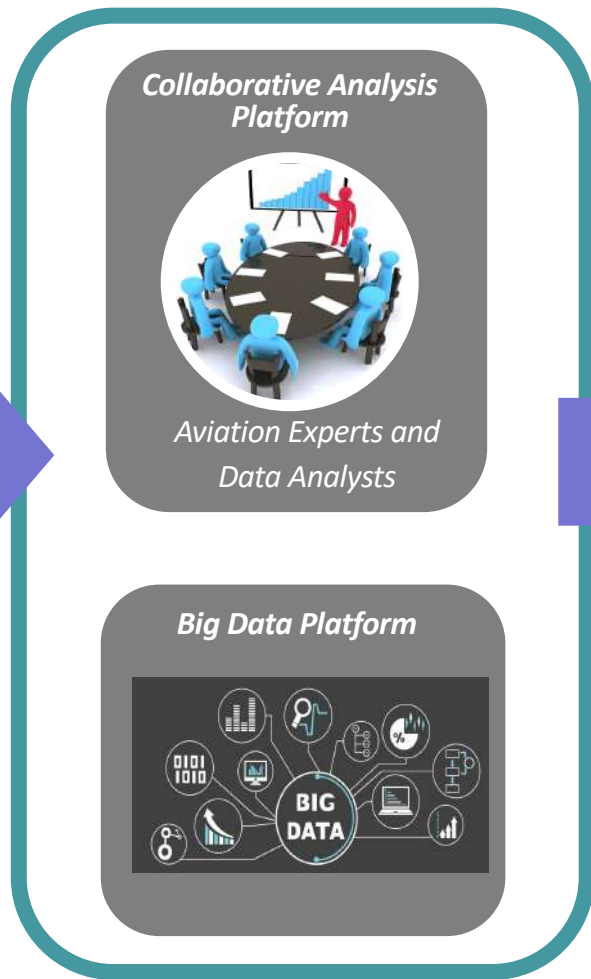 Collaborative Analysis
Platform
Aviation Experts and
Data Analysts
Big Data Platform
0101
1010
%
BIG
DATA